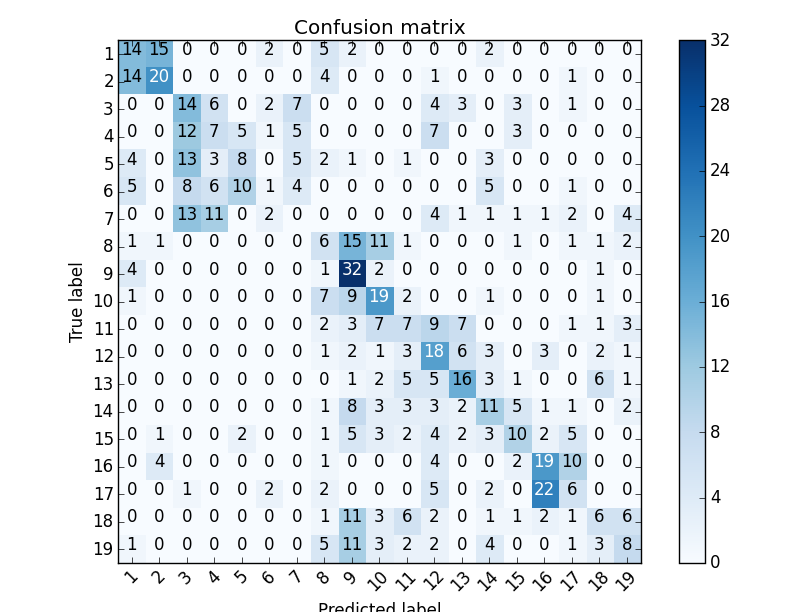 Confusion matrix
1 14 15 0 0 0 2 0 5 2 0 0 0 0 2 0 0 0 0 0
2 14 20 0 0 0 0 0 4 0 0 0 1 0 0 0 0 1 0 0
3 0 0 14 6 0 2 7 0 0 0 0 4 3 0 3 0 1 0 0
4 0 0 12 7 5 1 5 0 0 0 0 7 0 0 3 0 0 0 0
5 4 0 13 3 8 0 5 2 1 0 1 0 0 3 0 0 0 0 0
6 5 0 8 6 10 1 4 0 0 0 0 0 0 5 0 0 1 0 0
7 0 0 13 11 0 2 0 0 0 0 0 4 1 1 1 1 2 0 4
8 1 1 0 0 0 0 0 6 15 11 1 0 0 0 1 0 1 1 2
9 4 0 0 0 0 0 0 1 32 2 0 0 0 0 0 0 0 1 0
10 1 0 0 0 0 0 0 7 9 19 2 0 0 1 0 0 0 1 0
11 0 0 0 0 0 0 0 2 3 7 7 9 7 0 0 0 1 1 3
12 0 0 0 0 0 0 0 1 2 1 3 18 6 3 0 3 0 2 1
13 0 0 0 0 0 0 0 0 1 2 5 5 16 3 1 0 0 6 1
14 0 0 0 0 0 0 0 1 8 3 3 3 2 11 5 1 1 0 2
15 0 1 0 0 2 0 0 1 5 3 2 4 2 3 10 2 5 0 0
16 0 4 0 0 0 0 0 1 0 0 0 4 0 0 2 19 10 0 0
17 0 0 1 0 0 2 0 2 0 0 0 5 0 2 0 22 6 0 0
18 0 0 0 0 0 0 0 1 11 3 6 2 0 1 1 2 1 6 6
19 1 0 0 0 0 0 0 5 11 3 2 2 0 4 0 0 1 3 8
1 2 3 4 5 6 7 8 9 10 11 12 13 14 15 16 17 18 19
True label
Predicted label
32
28
24
20
16
12
8
4
0